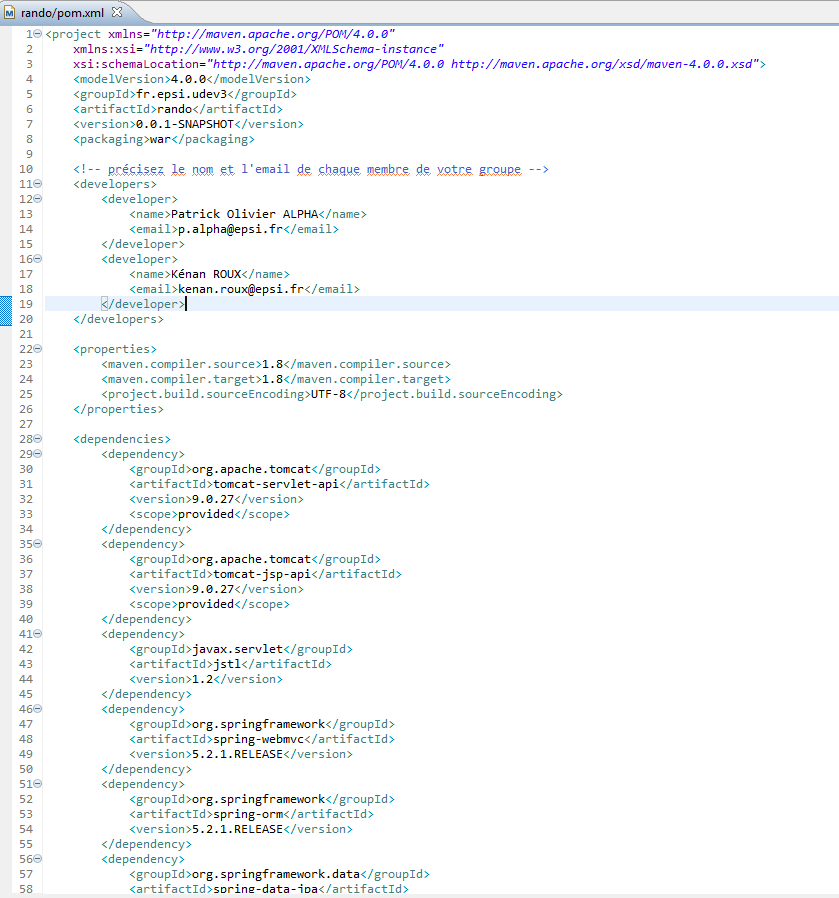 rando/pom.xml
1 <project xmlns="http://maven.apache.org/POM/4.0.0"
2 xmlns:xsi="http://www.w3.org/2001/XMLSchema-instance"
3 xsi:schemaLocation="http://maven.apache.org/POM/4.0.0 http://maven.apache.org/xsd/maven-4.0.0.xsd">
4 <modelVersion>4.0.0</modelVersion>
5 <groupId>fr.epsi.udev3</groupId>
6 <artifactId>rando</artifactId>
7 <version>0.0.1-SNAPSHOT</version>
8 <packaging>war</packaging>
9
10 <!-- précisez le nom et l'email de chaque membre de votre groupe -->
11 <developers>
12 <developer>
13 <name>Patrick Olivier ALPHA</name>
14 <email>p.alpha@epsi.fr</email>
15 </developer>
16 <developer>
17 <name>Kénan ROUX</name>
18 <email>kenan.roux@epsi.fr</email>
19 </developer>
20 </developers>
21
22 <properties>
23 <maven.compiler.source>1.8</maven.compiler.source>
24 <maven.compiler.target>1.8</maven.compiler.target>
25 <project.build.sourceEncoding>UTF-8</project.build.sourceEncoding>
26 </properties>
27
28 <dependencies>
29 <dependency>
30 <groupId>org.apache.tomcat</groupId>
31 <artifactId>tomcat-servlet-api</artifactId>
32 <version>9.0.27</version>
33 <scope>provided</scope>
34 </dependency>
35 <dependency>
36 <groupId>org.apache.tomcat</groupId>
37 <artifactId>tomcat-jsp-api</artifactId>
38 <version>9.0.27</version>
39 <scope>provided</scope>
40 </dependency>
41 <dependency>
42 <groupId>javax.servlet</groupId>
43 <artifactId>jstl</artifactId>
44 <version>1.2</version>
45 </dependency>
46 <dependency>
47 <groupId>org.springframework</groupId>
48 <artifactId>spring-webmvc</artifactId>
49 <version>5.2.1.RELEASE</version>
50 </dependency>
51 <dependency>
52 <groupId>org.springframework</groupId>
53 <artifactId>spring-orm</artifactId>
54 <version>5.2.1.RELEASE</version>
55 </dependency>
56 <dependency>
57 <groupId>org.springframework.data</groupId>
58 <artifactId>spring-data-jpa</artifactId>